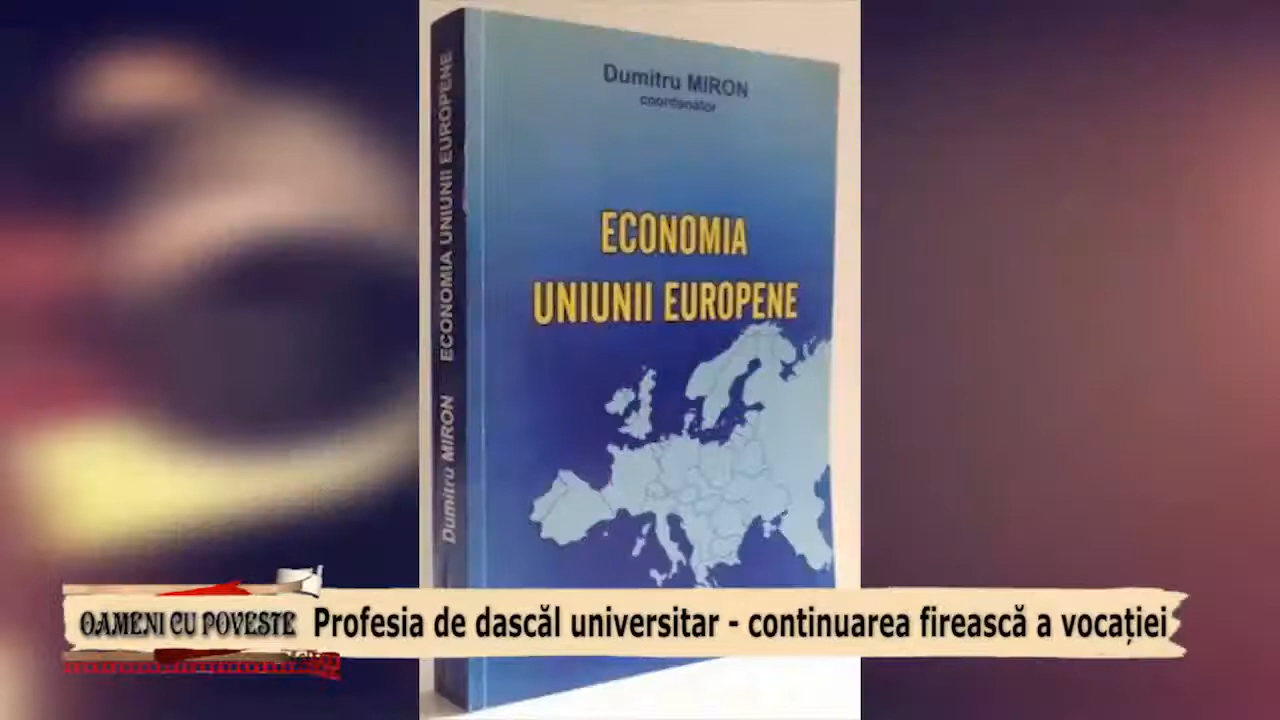 Dumitru MIRON
coordonator
ECONOMIA
UNIUNII EUROPENE
Dumitru MIRON ECONOMIA UNIUNII EUROPENE
OAMENI CU POVESTE Profesia de dascăl universitar - continuarea firească a vocației